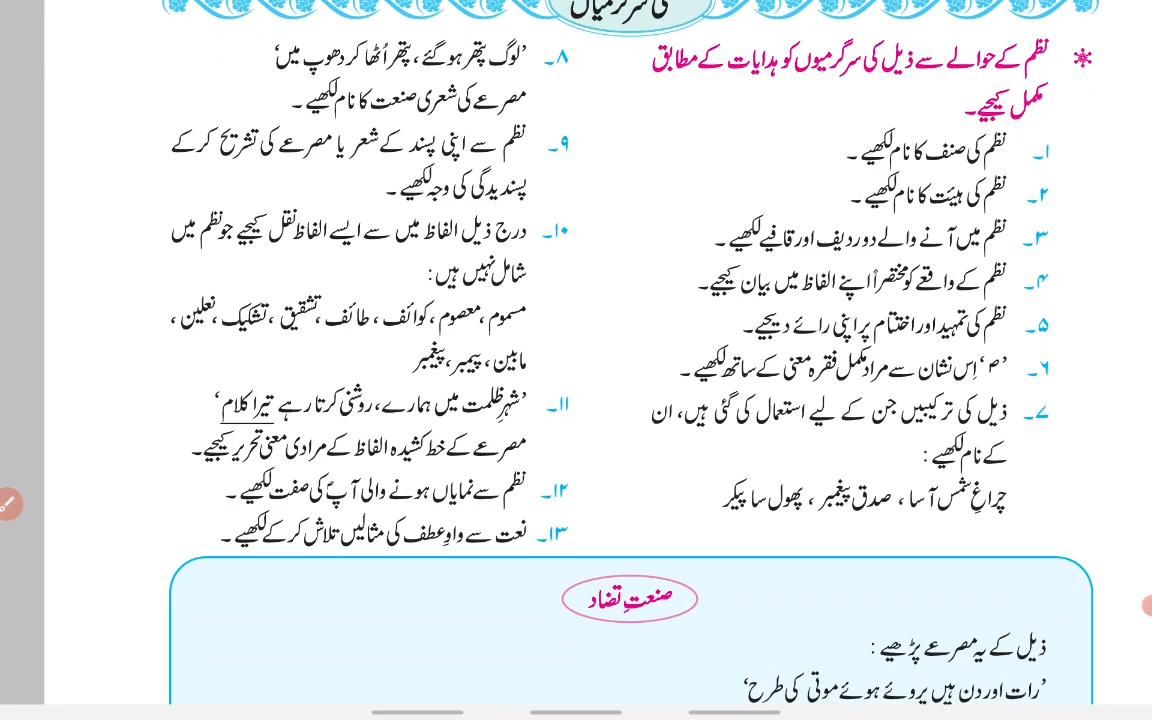 سرگرمیاں
نظم کے حوالے سے ذیل کی سرگرمیوں کو ہدایات کے مطابق
مکمل کیجیے۔
۱۔ نظم کی صنف کا نام لکھیے۔
۲۔ نظم کی ہیئت کا نام لکھیے۔
۳۔ نظم میں آنے والے دو ردیف اور قافیے لکھیے۔
۴۔ نظم کے واقعے کو مختصراً اپنے الفاظ میں بیان کیجیے۔
۵۔ نظم کی تمہید اور اختتام پر اپنی رائے دیجیے۔
۶۔ ’ص‘ اِس نشان سے مراد مکمل فقرہ معنی کے ساتھ لکھیے۔
۷۔ ذیل کی ترکیبیں جن کے لیے استعمال کی گئی ہیں، ان
کے نام لکھیے :
چراغِ شمس آسا ، صدق پیغمبر ، پھول سا پیکر
۸۔ ’لوگ پتھر ہو گئے، پتھر اُٹھا کر دھوپ میں‘
مصرعے کی شعری صنعت کا نام لکھیے۔
۹۔ نظم سے اپنی پسند کے شعر یا مصرعے کی تشریح کر کے
پسندیدگی کی وجہ لکھیے۔
۱۰۔ درج ذیل الفاظ میں سے ایسے الفاظ نقل کیجیے جو نظم میں
شامل نہیں ہیں:
مسموم ، معصوم ، کوائف ، طائف ، تشقیق ، تشکیک ، نعلین ،
مابین ، پیمبر ، پیغمبر
۱۱۔ ’شہرِ ظلمت میں ہمارے، روشنی کرتا رہے تیرا کلام‘
مصرعے کے خط کشیدہ الفاظ کے مرادی معنی تحریر کیجیے۔
۱۲۔ نظم سے نمایاں ہونے والی آپؐ کی صفت لکھیے۔
۱۳۔ نعت سے واوِ عطف کی مثالیں تلاش کر کے لکھیے۔
صنعتِ تضاد
ذیل کے یہ مصرعے پڑھیے :
’رات اور دن ہیں پروئے ہوئے موتی کی طرح‘